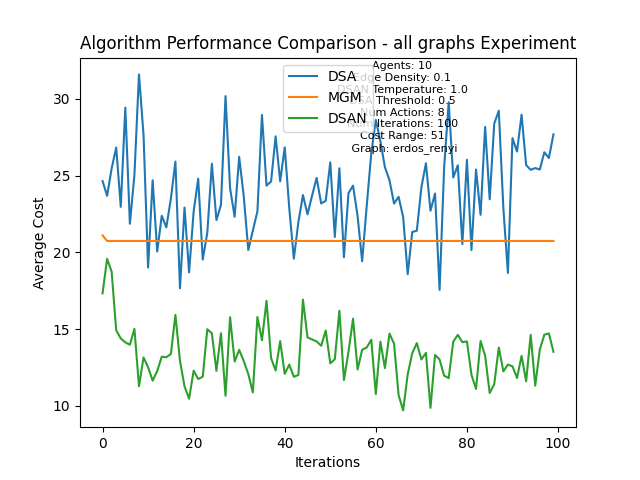 Algorithm Performance Comparison - all graphs Experiment
Agents: 10
Edge Density: 0.1
DSAN Temperature: 1.0
DSA Threshold: 0.5
Num Actions: 8
Num Iterations: 100
Cost Range: 51
Graph: erdos_renyi
DSA
MGM
DSAN
Average Cost
30
25
20
15
10
0 20 40 60 80 100
Iterations